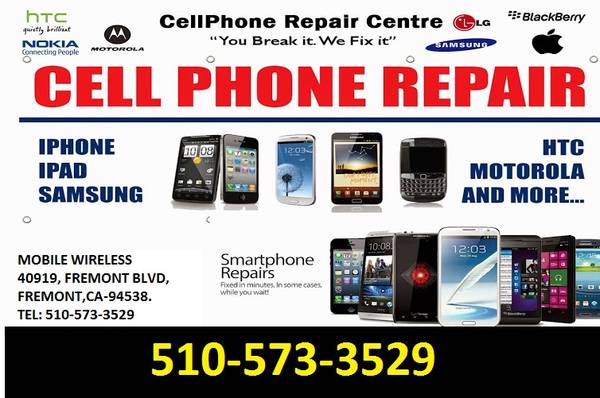 hTC
quietly brilliant
NOKIA
Connecting People
MOTOROLA
CellPhone Repair Centre
"You Break it. We Fix it"
LG
SAMSUNG
BlackBerry
CELL PHONE REPAIR
IPHONE
IPAD
SAMSUNG
HTC
MOTOROLA
AND MORE...
MOBILE WIRELESS
40919, FREMONT BLVD,
FREMONT,CA-94538.
TEL: 510-573-3529
Smartphone
Repairs
Fixed in minutes. In some cases,
while you wait!
510-573-3529